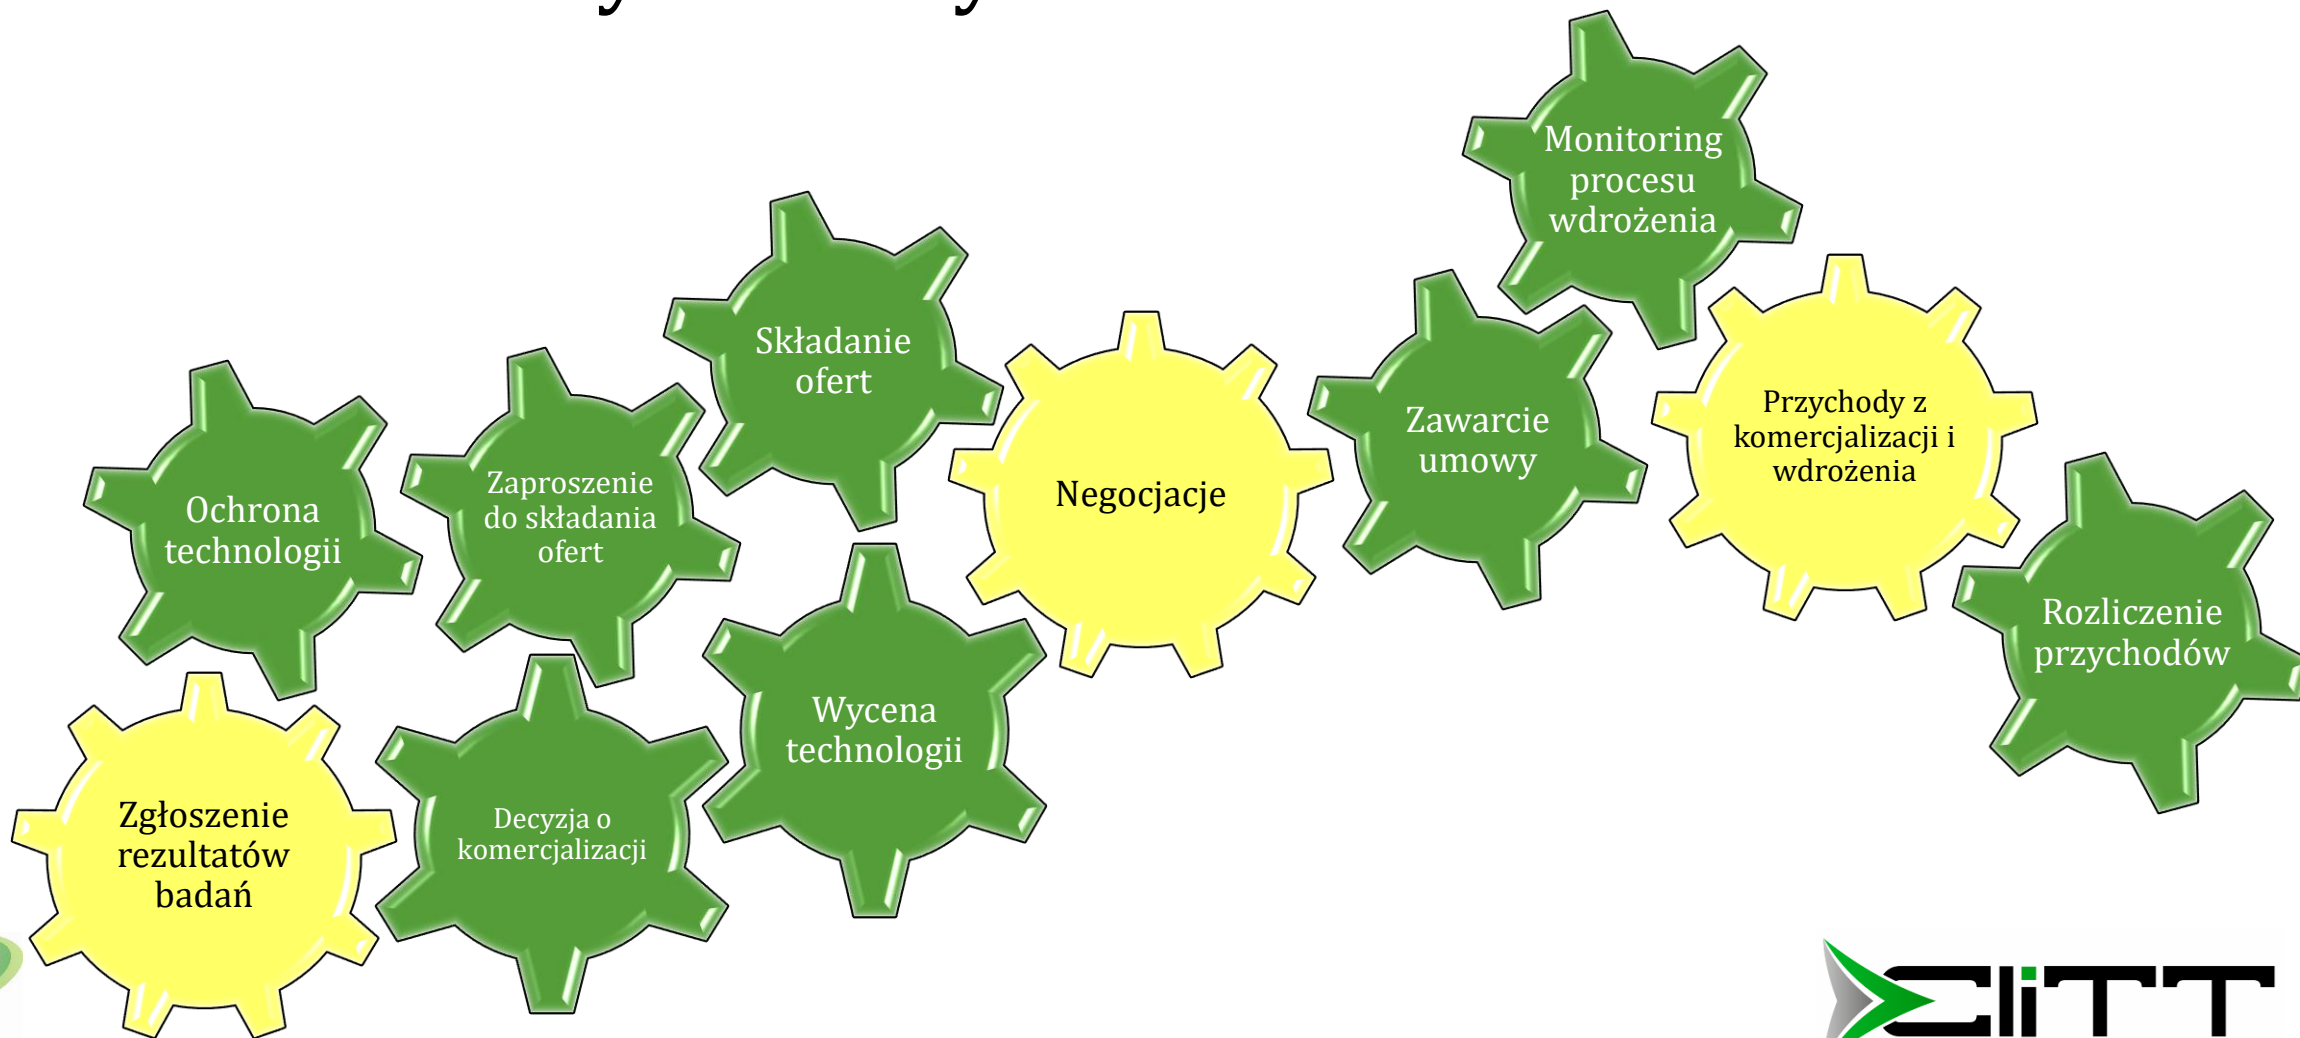 Zgłoszenie
rezultatów
badań
Ochrona
technologii
Decyzja o
komercjalizacji
Zaproszenie
do składania
ofert
Wycena
technologii
Składanie
ofert
Negocjacje
Zawarcie
umowy
Monitoring
procesu
wdrożenia
Przychody z
komercjalizacji i
wdrożenia
Rozliczenie
przychodów
CIiTT